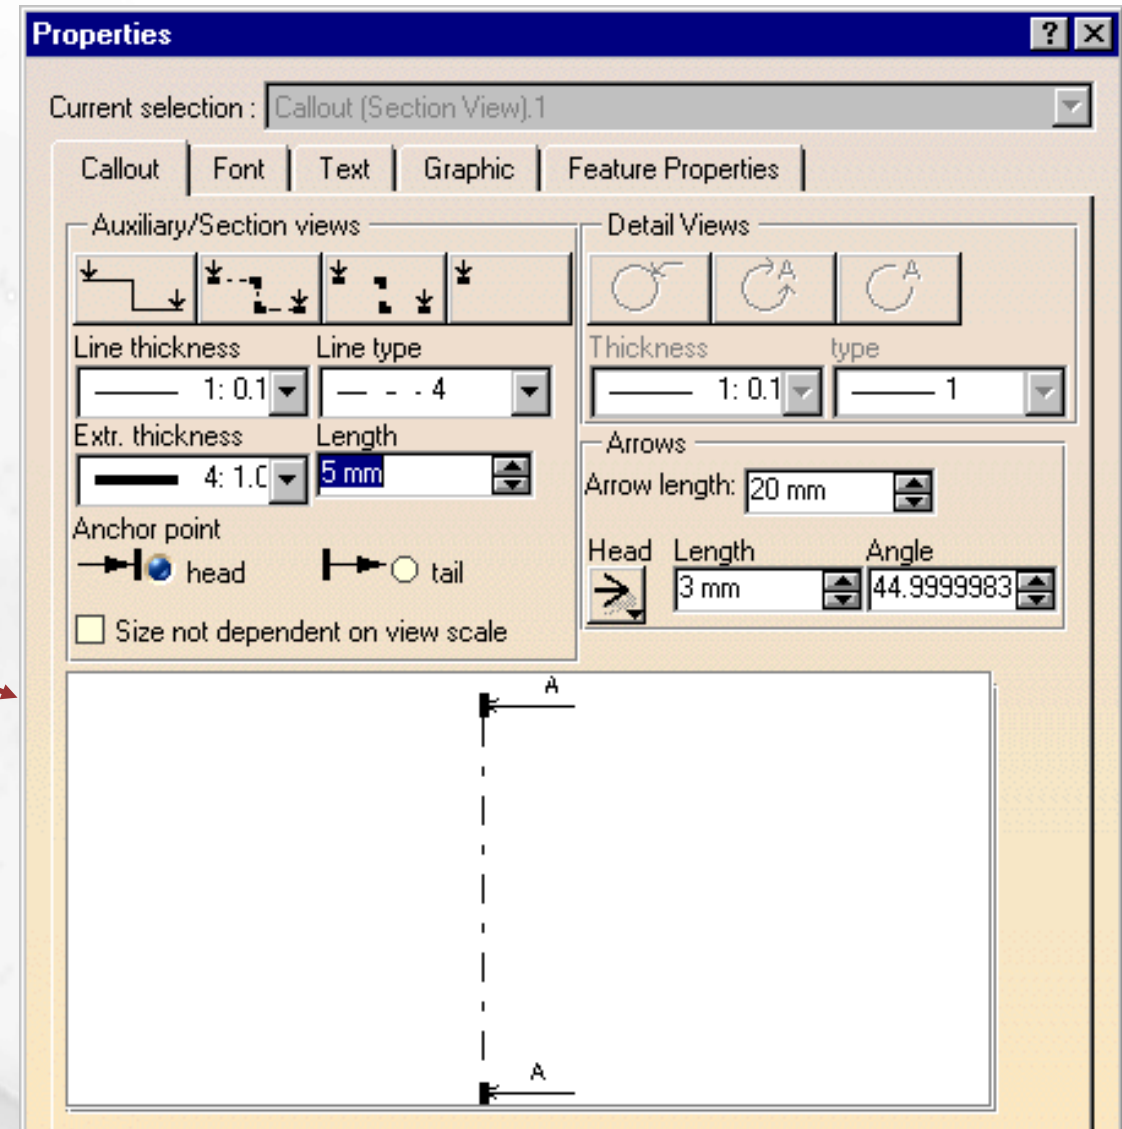 Properties
Current selection : Callout (Section View).1
Callout Font Text Graphic Feature Properties
Auxiliary/Section views
Line thickness Line type
1: 0.1 4
Extr. thickness Length
4: 1.0 5 mm
Anchor point
head tail
Size not dependent on view scale
Detail Views
A A
Thickness type
1: 0.1 1
Arrows
Arrow length: 20 mm
Head Length Angle
3 mm 44.9999983
A
A